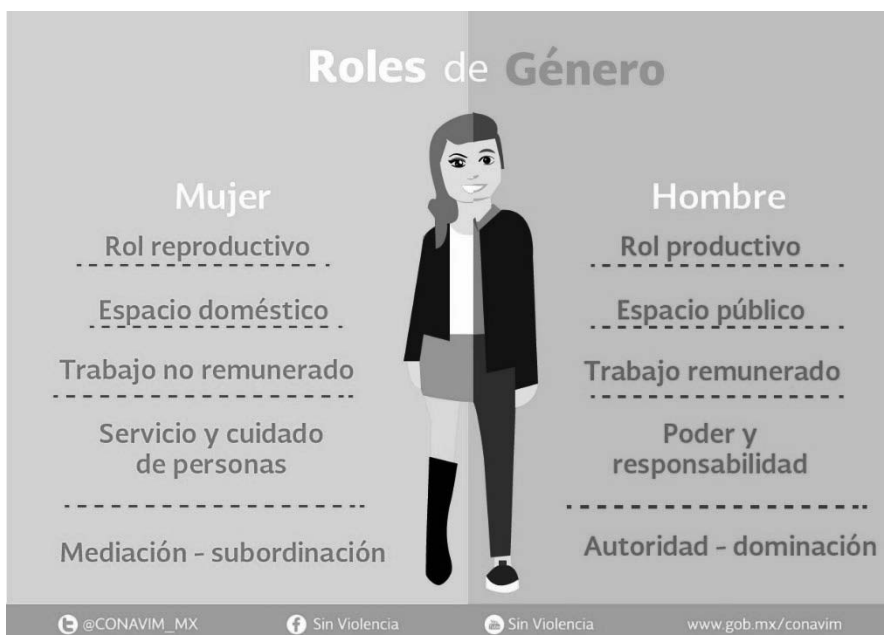 Roles de Género
Mujer
Rol reproductivo
Espacio doméstico
Trabajo no remunerado
Servicio y cuidado
de personas
Mediación - subordinación
Hombre
Rol productivo
Espacio público
Trabajo remunerado
Poder y
responsabilidad
Autoridad - dominación
@CONAVIM_MX
Sin Violencia
Sin Violencia
www.gob.mx/conavim